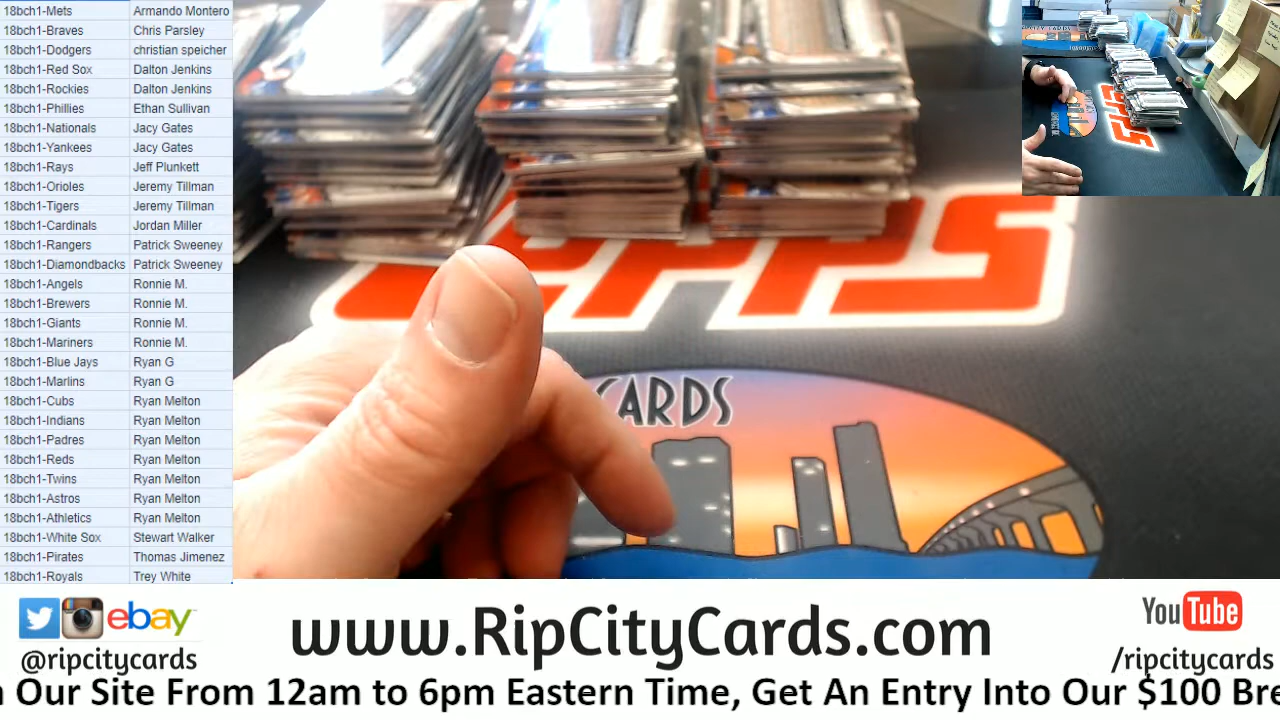 18bch1-Mets Armando Montero
18bch1-Braves Chris Parsley
18bch1-Dodgers christian speicher
18bch1-Red Sox Dalton Jenkins
18bch1-Rockies Dalton Jenkins
18bch1-Phillies Ethan Sullivan
18bch1-Nationals Jacy Gates
18bch1-Yankees Jacy Gates
18bch1-Rays Jeff Plunkett
18bch1-Orioles Jeremy Tillman
18bch1-Tigers Jeremy Tillman
18bch1-Cardinals Jordan Miller
18bch1-Rangers Patrick Sweeney
18bch1-Diamondbacks Patrick Sweeney
18bch1-Angels Ronnie M.
18bch1-Brewers Ronnie M.
18bch1-Giants Ronnie M.
18bch1-Mariners Ronnie M.
18bch1-Blue Jays Ryan G
18bch1-Marlins Ryan G
18bch1-Cubs Ryan Melton
18bch1-Indians Ryan Melton
18bch1-Padres Ryan Melton
18bch1-Reds Ryan Melton
18bch1-Twins Ryan Melton
18bch1-Astros Ryan Melton
18bch1-Athletics Ryan Melton
18bch1-White Sox Stewart Walker
18bch1-Pirates Thomas Jimenez
18bch1-Royals Trey White
CARDS
ebay
@ripcitycards
www.RipCityCards.com
YouTube
/ripcitycards
Our Site From 12am to 6pm Eastern Time, Get An Entry Into Our $100